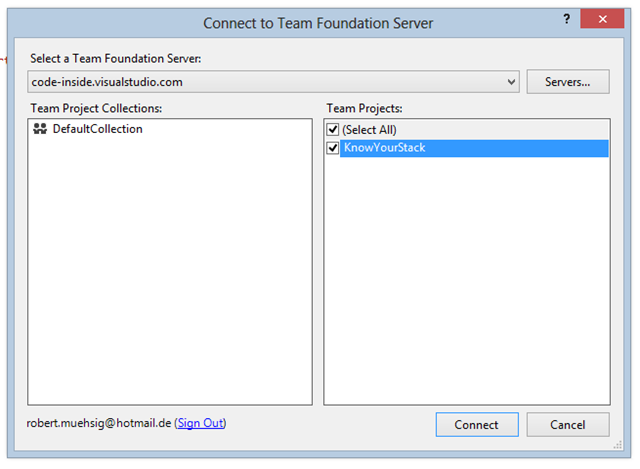 Connect to Team Foundation Server
?
Select a Team Foundation Server:
code-inside.visualstudio.com
Servers...
Team Project Collections:
Team Projects:
DefaultCollection
(Select All)
KnowYourStack
robert.muehsig@hotmail.de (Sign Out)
Connect
Cancel